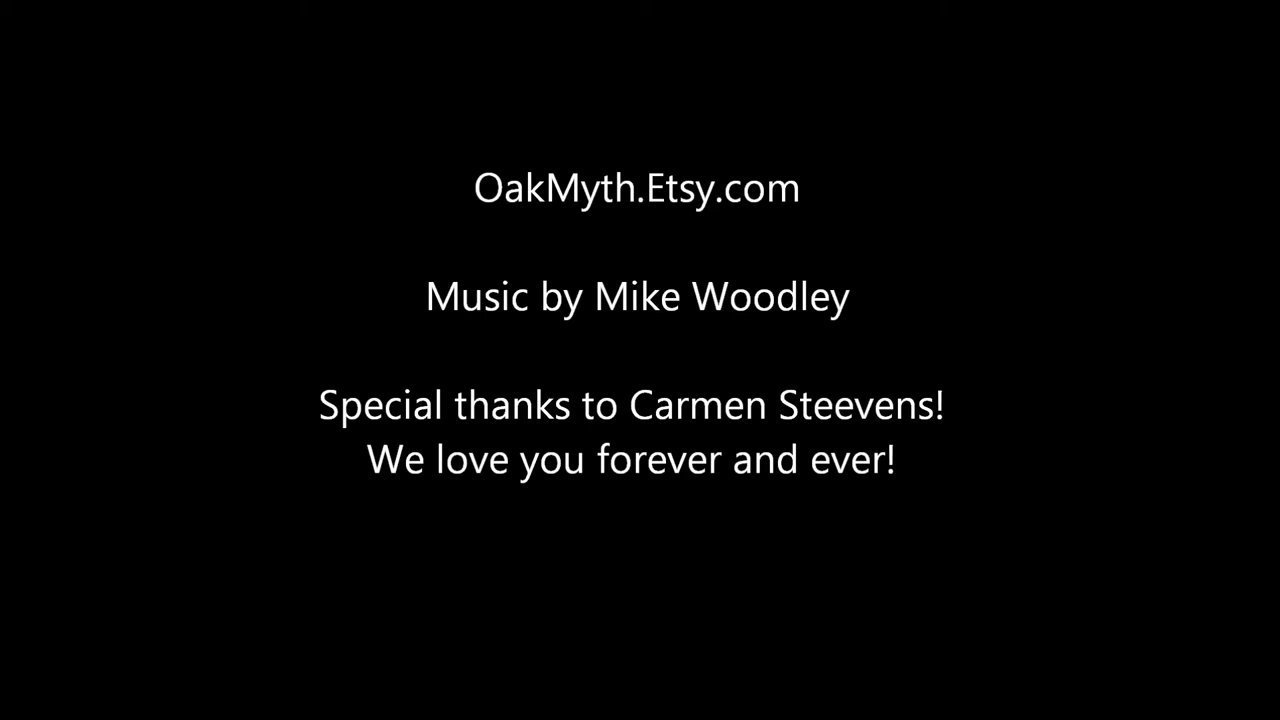 OakMyth.Etsy.com
Music by Mike Woodley
Special thanks to Carmen Steevens!
We love you forever and ever!